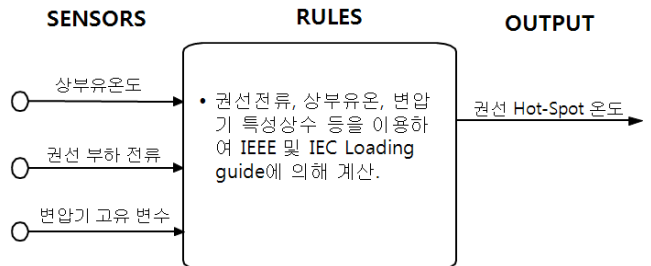 SENSORS
RULES
OUTPUT
상부유온도
권선 부하 전류
변압기 고유 변수
• 권선전류, 상부유온, 변압
기 특성상수 등을 이용하
여 IEEE 및 IEC Loading
guide에 의해 계산.
권선 Hot-Spot 온도